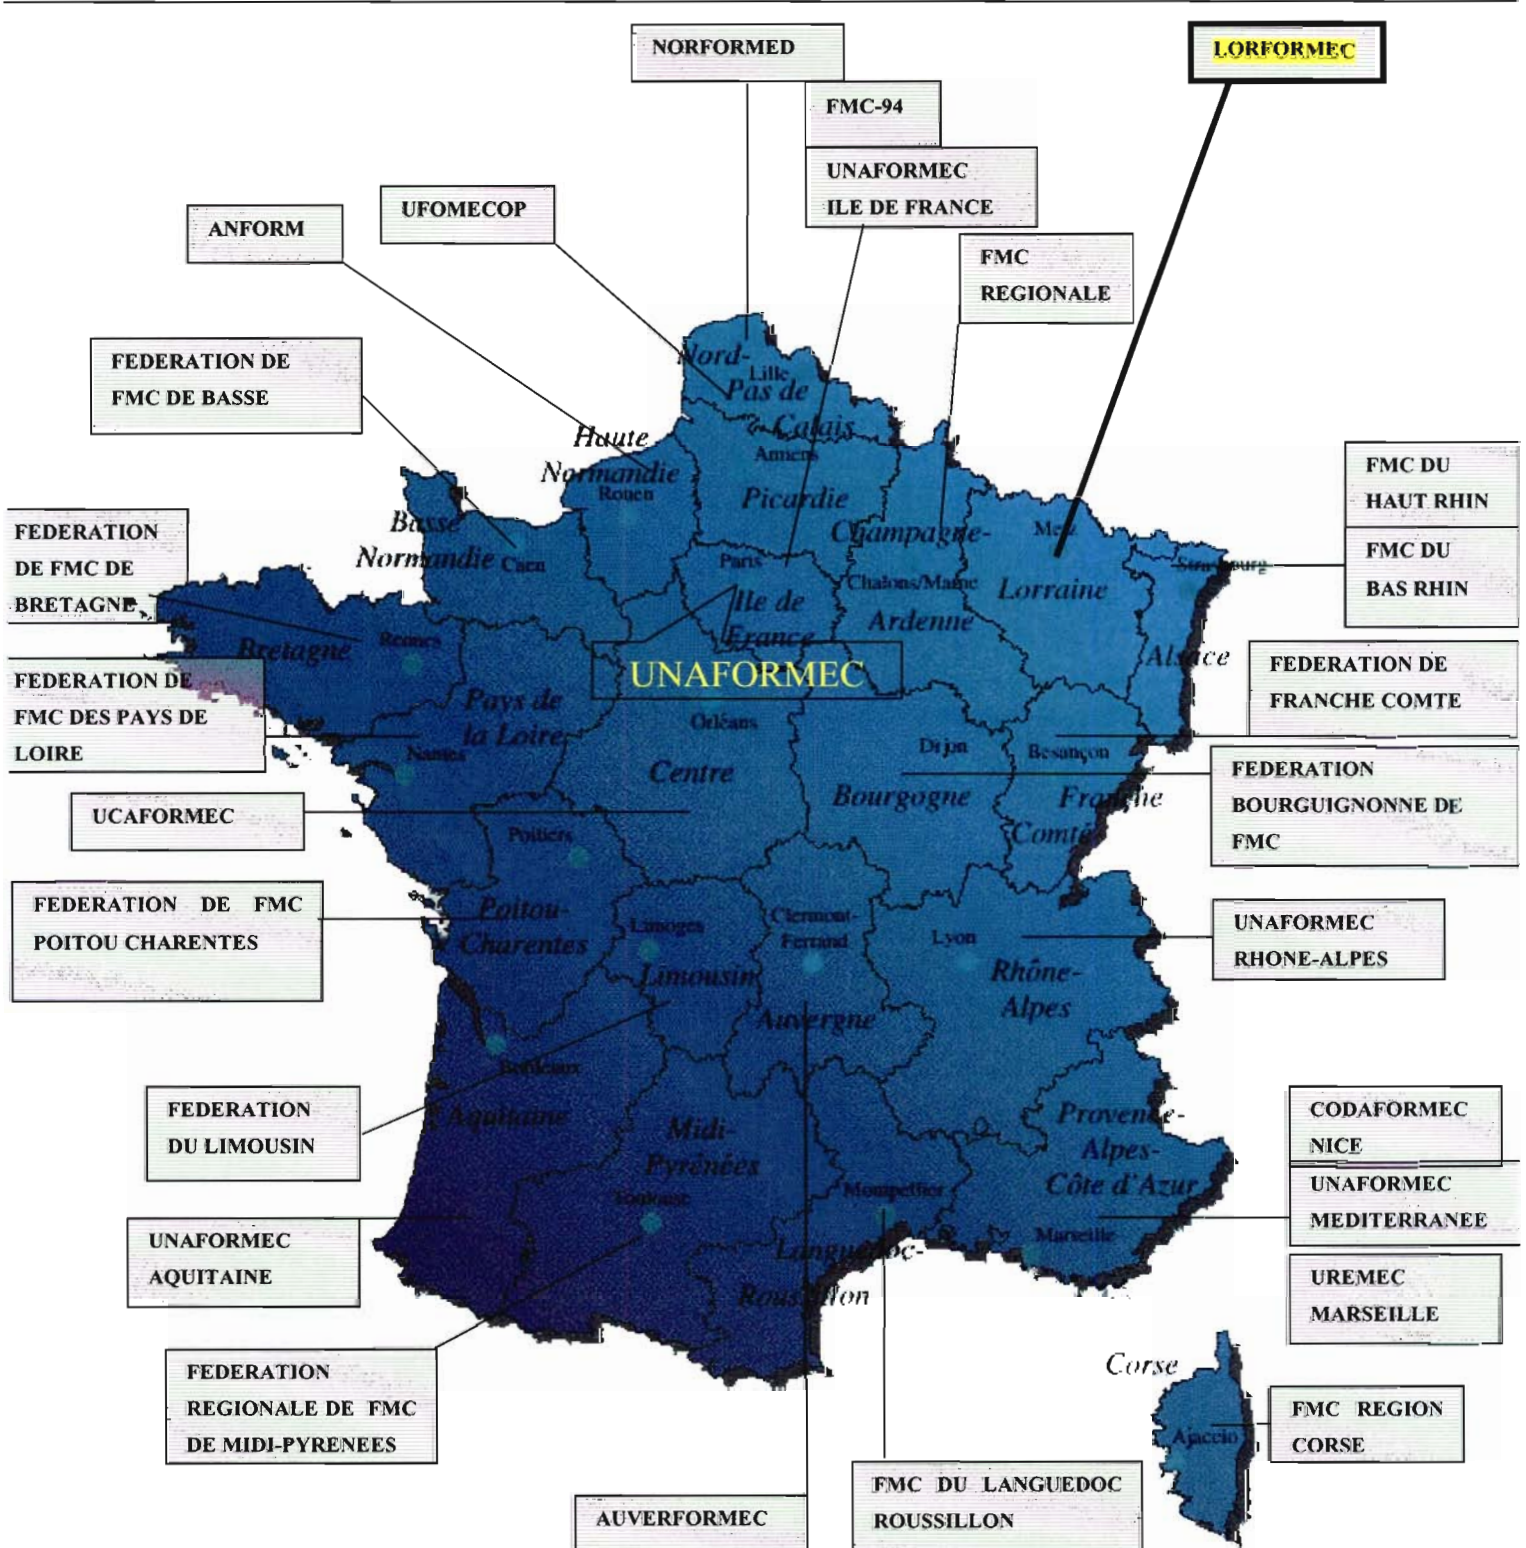 NORFORMED
LORFORMEC
FMC-94
UNAFORMEC
ILE DE FRANCE
UFOMECOP
ANFORM
FMC
REGIONALE
FEDERATION DE
FMC DE BASSE
Nord-
Lille
Pas de
Calais
Haute
Normandie
Rouen
Amiens
Picardie
FMC DU
HAUT RHIN
FMC DU
BAS RHIN
Basse
Normandie
Caen
Champagne-
Chalons/Marne
Ardenne
Metz
Lorraine
Strasbourg
Alsace
FEDERATION
DE FMC DE
BRETAGNE
Paris
Ile de
France
Bretagne
Rennes
UNAFORMEC
FEDERATION DE
FRANCHE COMTE
FEDERATION DE
FMC DES PAYS DE
LOIRE
Pays de
la Loire
Nantes
Orléans
Centre
Dijon
Bourgogne
Besançon
Franche
Comté
FEDERATION
BOURGUIGNONNE DE
FMC
UCAFORMEC
Poitiers
FEDERATION DE FMC
POITOU CHARENTES
Poitou-
Charentes
Limoges
Limousin
Clermont-
Ferrand
Auvergne
Lyon
Rhône-
Alpes
UNAFORMEC
RHONE-ALPES
Bordeaux
Aquitaine
FEDERATION
DU LIMOUSIN
Midi
Pyrénées
Toulouse
Montpellier
Provence-
Alpes-
Côte d'Azur
Marseille
CODAFORMEC
NICE
UNAFORMEC
MEDITERRANEE
UREMEC
MARSEILLE
UNAFORMEC
AQUITAINE
Languedoc-
Roussillon
FEDERATION
REGIONALE DE FMC
DE MIDI-PYRENEES
Corse
Ajaccio
FMC REGION
CORSE
AUVERFORMEC
FMC DU LANGUEDOC
ROUSSILLON